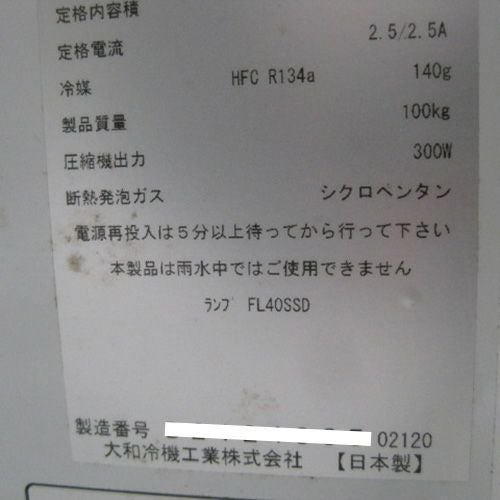 定格内容積
定格電流 2.5/2.5A
冷媒 HFC R134a 140g
製品質量 100kg
圧縮機出力 300W
断熱発泡ガス シクロペンタン
電源再投入は5分以上待ってから行って下さい
本製品は雨水中ではご使用できません
ﾗﾝﾌﾟ FL40SSD
製造番号 02120
大和冷機工業株式会社 【日本製】